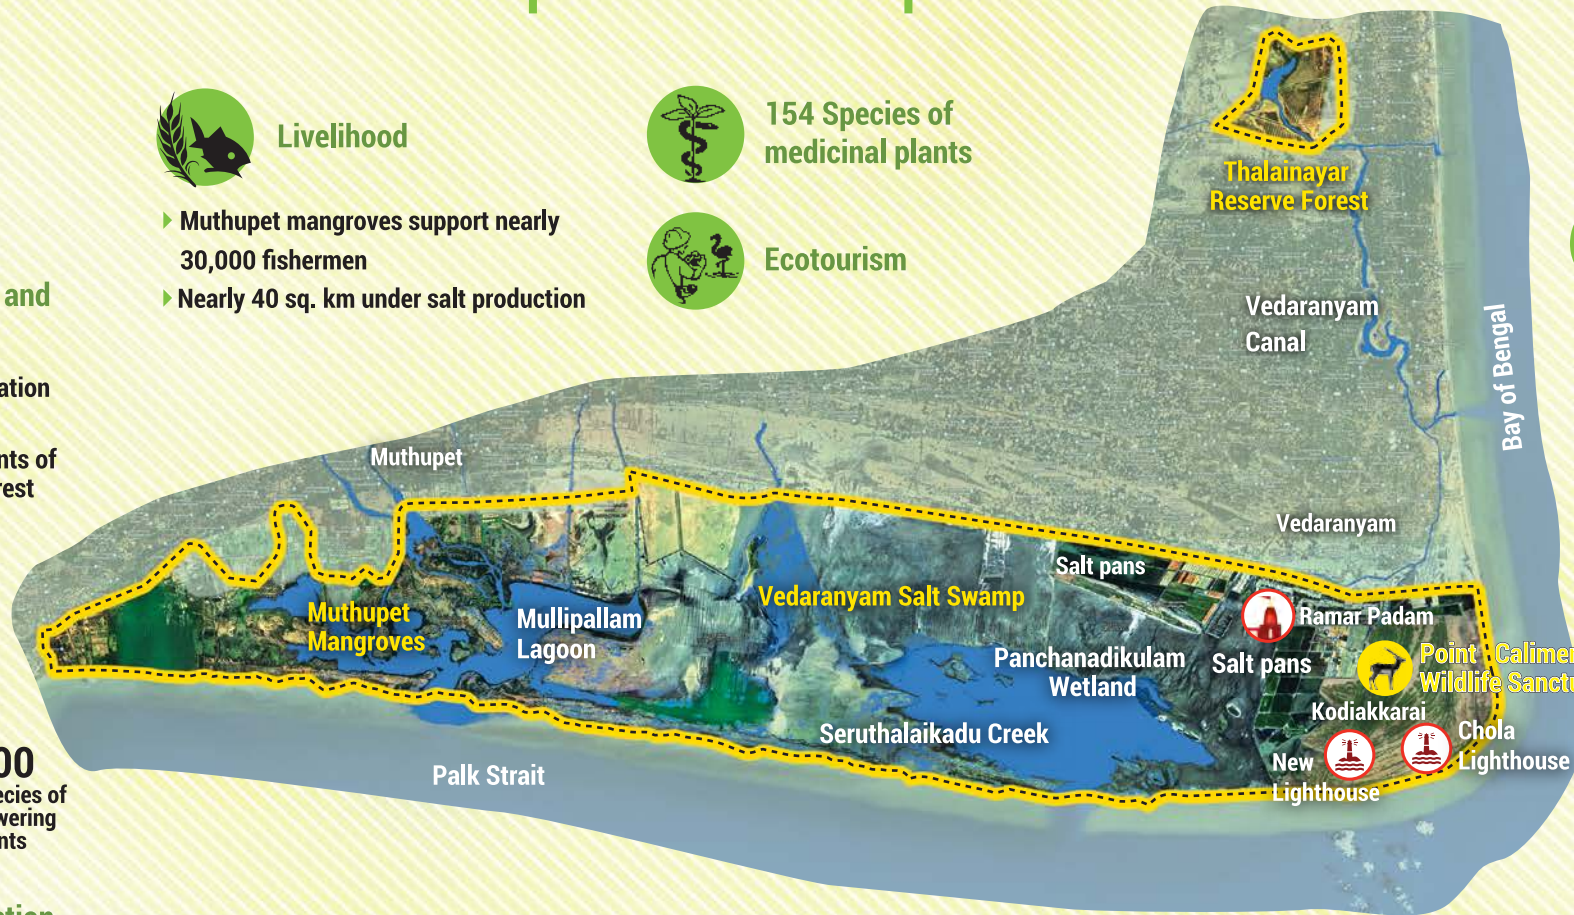 Livelihood
Muthupet mangroves support nearly
30,000 fishermen
Nearly 40 sq. km under salt production
154 Species of
medicinal plants
Ecotourism
and
rest
Thalainayar
Reserve Forest
Vedaranyam
Canal
Bay of Bengal
Muthupet
Vedaranyam
Salt pans
Vedaranyam Salt Swamp
Muthupet
Mangroves
Mullipallam
Lagoon
Ramar Padam
Panchanadikulam
Wetland
Salt pans
Point Calimer
Wildlife Sanctu
Kodiakkarai
Seruthalaikadu Creek
Chola
Lighthouse
New
Lighthouse
Palk Strait
00
ecies of
wering
nts